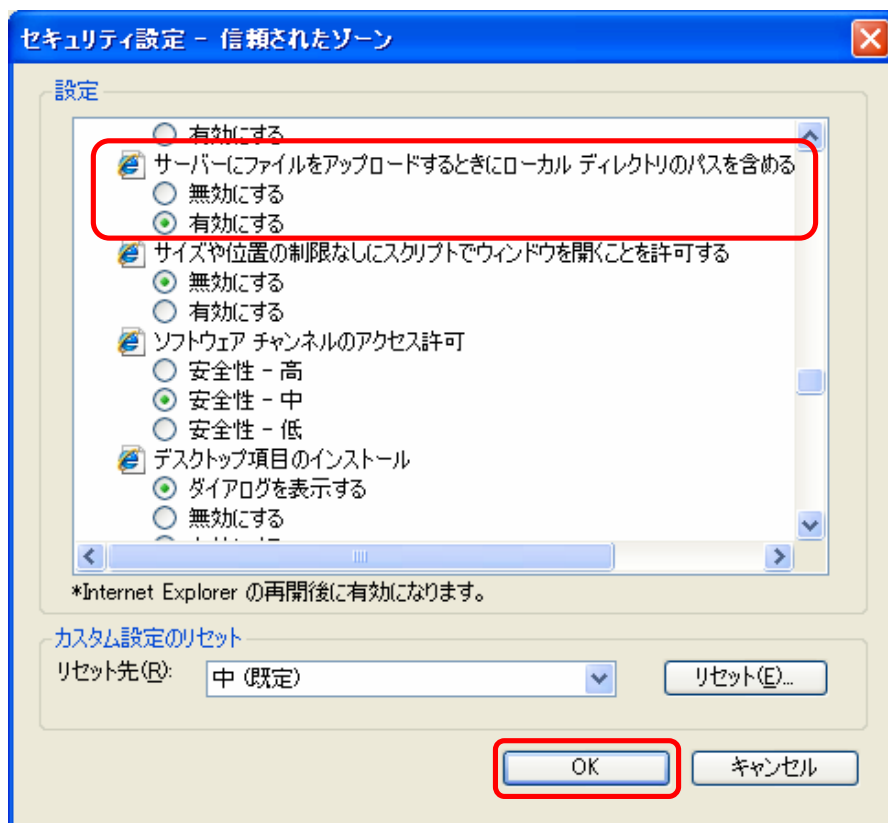 セキュリティ設定 - 信頼されたゾーン
設定
有効にする
サーバーにファイルをアップロードするときにローカル ディレクトリのパスを含める
無効にする
有効にする
サイズや位置の制限なしにスクリプトでウィンドウを開くことを許可する
無効にする
有効にする
ソフトウェア チャンネルのアクセス許可
安全性 - 高
安全性 - 中
安全性 - 低
デスクトップ項目のインストール
ダイアログを表示する
無効にする
*Internet Explorer の再開後に有効になります。
カスタム設定のリセット
リセット先(R):
中 (既定)
リセット(E)...
OK
キャンセル